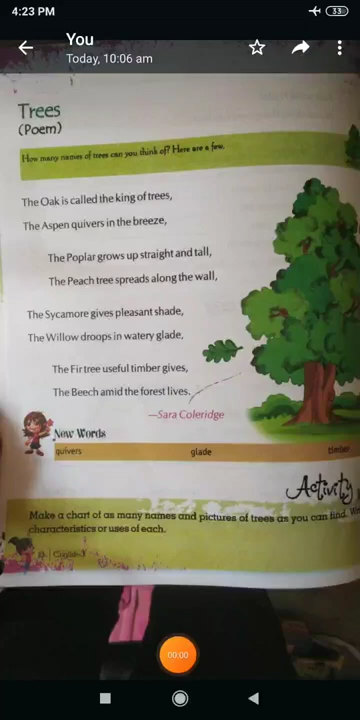 4:23 PM
33
You
Today, 10:06 am
Trees
(Poem)
How many names of trees can you think of? Here are a few.
The Oak is called the king of trees,
The Aspen quivers in the breeze,
The Poplar grows up straight and tall,
The Peach tree spreads along the wall,
The Sycamore gives pleasant shade,
The Willow droops in watery glade,
The Fir tree useful timber gives,
The Beech amid the forest lives.
—Sara Coleridge
New Words
quivers glade timber
Activity
Make a chart of as many names and pictures of trees as you can find.
characteristics or uses of each.
00:00